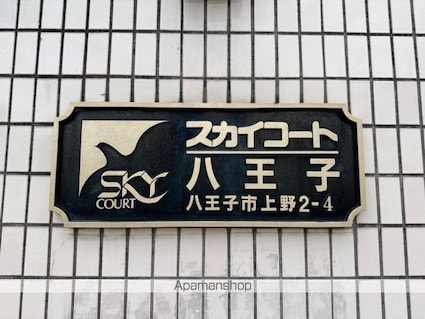 SKY
COURT
スカイコート
八王子
八王子市上野2-4
Apamanshop